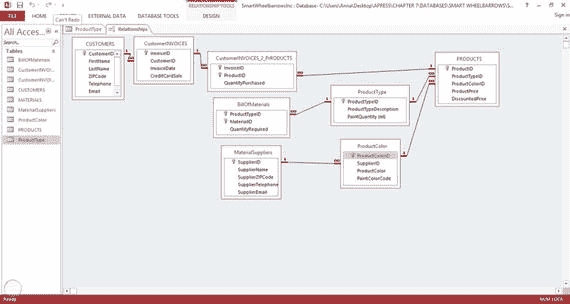 RELATIONSHIP TOOLS
SmartWheelbarrowsInc : Database- C:\Users\Anna\Desktop\APRESS\CHAPTER 7\DATABASES\SMART WHEELBARROWS\S...
Sign in
FILE
HOME
EXTERNAL DATA
DATABASE TOOLS
DESIGN
Can't Redo
All Acce...
ProductType
Relationships
Search...
Tables
BillOfMaterials
CustomerINVOI...
CustomerINVOI...
CUSTOMERS
MATERIALS
MaterialSuppliers
ProductColor
PRODUCTS
ProductType
CUSTOMERS
CustomerID
FirstName
LastName
ZIPCode
Telephone
Email
CustomerINVOICES
InvoiceID
CustomerID
InvoiceDate
CreditCardSale
CustomerINVOICES_2_PRODUCTS
InvoiceID
ProductID
QuantityPurchased
PRODUCTS
ProductID
ProductTypeID
ProductColorID
ProductPrice
DiscountedPrice
BillOfMaterials
ProductTypeID
MaterialID
QuantityRequired
ProductType
ProductTypeID
ProductTypeDescription
PaintQuantity (ml)
MaterialSuppliers
SupplierID
SupplierName
SupplierZIPCode
SupplierTelephone
SupplierEmail
ProductColor
ProductColorID
SupplierID
ProductColor
PaintColorCode
Ready
NUM LOCK